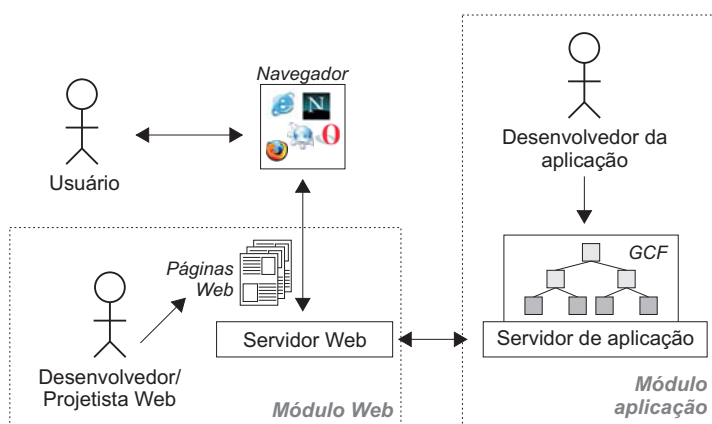 Navegador
N
O
Usuário
Desenvolvedor da
aplicação
Páginas
Web
GCF
Servidor Web
Servidor de aplicação
Desenvolvedor/
Projetista Web
Módulo Web
Módulo
aplicação